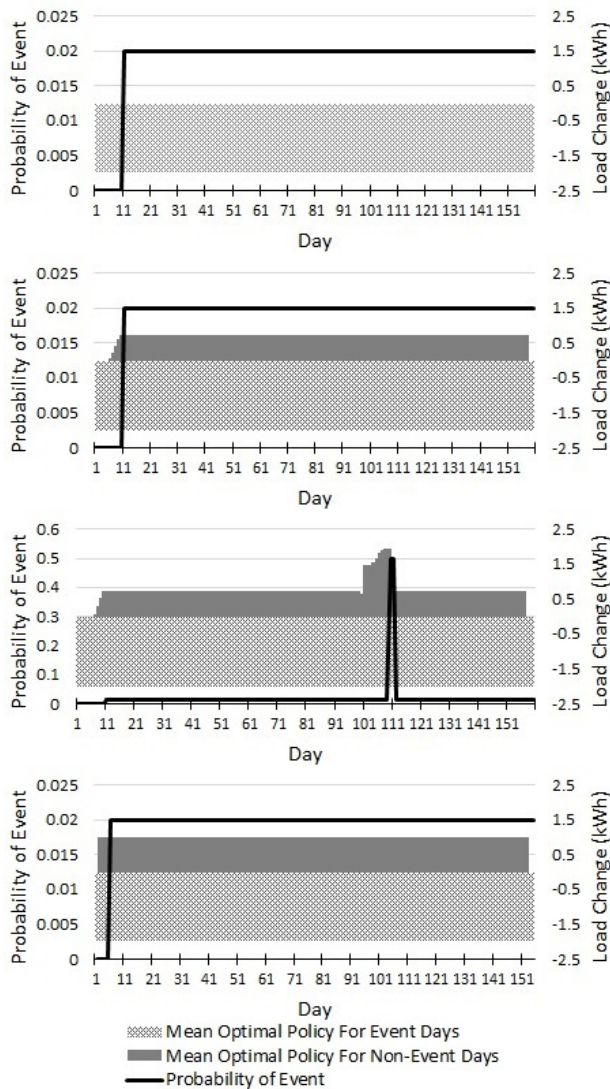 Probability of Event
0.025
0.02
0.015
0.01
0.005
0
2.5
1.5
0.5
-0.5
-1.5
-2.5
Load Change (kWh)
1 11 21 31 41 51 61 71 81 91 101 111 121 131 141 151
Day
Probability of Event
0.025
0.02
0.015
0.01
0.005
0
2.5
1.5
0.5
-0.5
-1.5
-2.5
Load Change (kWh)
1 11 21 31 41 51 61 71 81 91 101 111 121 131 141 151
Day
Probability of Event
0.6
0.5
0.4
0.3
0.2
0.1
0
2.5
1.5
0.5
-0.5
-1.5
-2.5
Load Change (kWh)
1 11 21 31 41 51 61 71 81 91 101 111 121 131 141 151
Day
Probability of Event
0.025
0.02
0.015
0.01
0.005
0
2.5
1.5
0.5
-0.5
-1.5
-2.5
Load Change (kWh)
1 11 21 31 41 51 61 71 81 91 101 111 121 131 141 151
Day
Mean Optimal Policy For Event Days
Mean Optimal Policy For Non-Event Days
Probability of Event